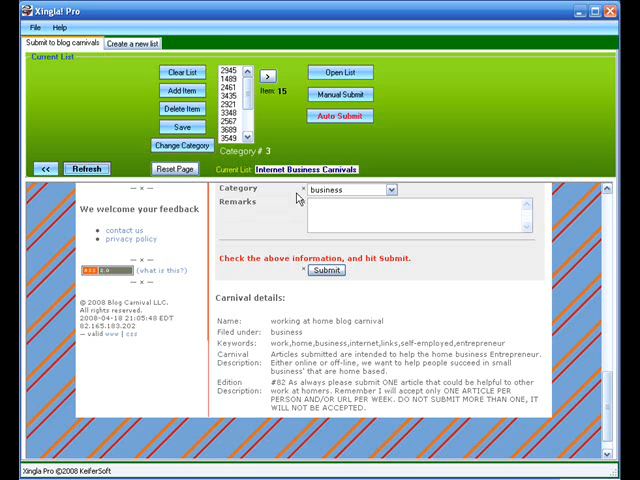 Xingla! Pro
File Help
Submit to blog carnivals Create a new list
Current List
Clear List
Add Item
Delete Item
Save
Change Category
2945
1489
2461
3435
2921
3348
2567
3689
3549
>
Item: 15
Open List
Manual Submit
Auto Submit
Category # 3
<< Refresh Reset Page Current List: Internet Business Carnivals
— x —
We welcome your feedback
contact us
privacy policy
— x —
RSS 2.0 (what is this?)
— x —
© 2008 Blog Carnival LLC.
All rights reserved.
2008-04-18 21:05:48 EDT
82.165.183.202
— valid www | css
Category × business
Remarks
Check the above information, and hit Submit.
× Submit
Carnival details:
Name: working at home blog carnival
Filed under: business
Keywords: work,home,business,internet,links,self-employed,entrepreneur
Carnival Description: Articles submitted are intended to help the home business Entrepreneur.
Either online or off-line, we want to help people succeed in small
business' that are home based.
Edition Description: #82 As always please submit ONE article that could be helpful to other
work at homers. Remember I will accept only ONE ARTICLE PER
PERSON AND/OR URL PER WEEK. DO NOT SUBMIT MORE THAN ONE, IT
WILL NOT BE ACCEPTED.
Xingla Pro ©2008 KeiferSoft